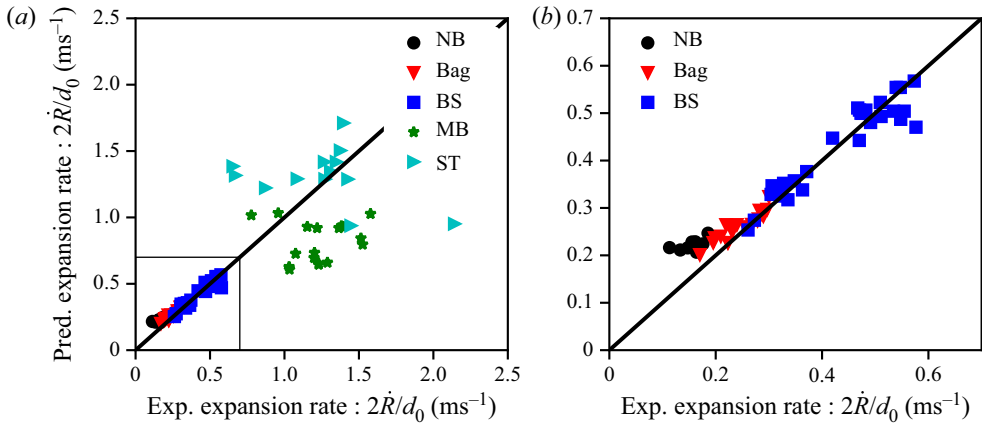 (a)
2.5
2.0
1.5
1.0
0.5
0
0.5
1.0
1.5
2.0
2.5
Pred. expansion rate : 2Ṙ/d₀ (ms⁻¹)
Exp. expansion rate : 2Ṙ/d₀ (ms⁻¹)
NB
Bag
BS
MB
ST
(b)
0.7
0.6
0.5
0.4
0.3
0.2
0.1
0
0
0.2
0.4
0.6
Exp. expansion rate : 2Ṙ/d₀ (ms⁻¹)
NB
Bag
BS